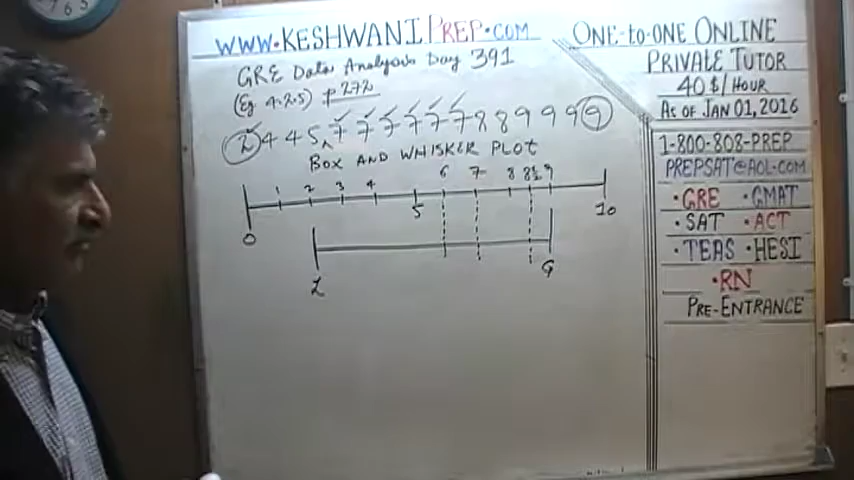 WWW.KESHWANIPREP.COM
GRE Data Analysis Day 391
(Eg 4.2.5) p 272
2 4 4 5 7 7 7 7 7 7 8 8 9 9 9 9
BOX AND WHISKER PLOT
1 2 3 4 6 7 8 8½ 9
0 5 10
L G
ONE-TO-ONE ONLINE
PRIVATE TUTOR
40 $/HOUR
AS OF JAN 01, 2016
1-800-808-PREP
PREPSAT@AOL.COM
• GRE • GMAT
• SAT • ACT
• TEAS • HESI
• RN
PRE-ENTRANCE